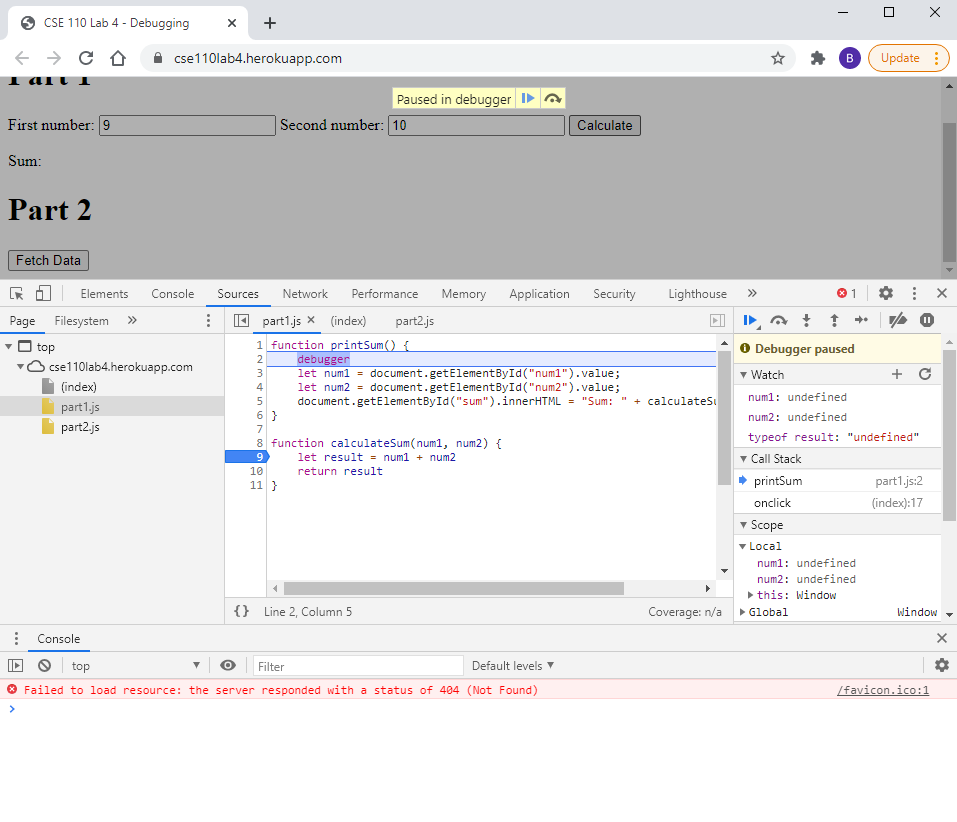 CSE 110 Lab 4 - Debugging
cse110lab4.herokuapp.com
B
Update
Part 1
Paused in debugger
First number: 9 Second number: 10 Calculate
Sum:
Part 2
Fetch Data
Elements Console Sources Network Performance Memory Application Security Lighthouse » 1
Page Filesystem »
top
cse110lab4.herokuapp.com
(index)
part1.js
part2.js
part1.js (index) part2.js
1 function printSum() {
2 debugger
3 let num1 = document.getElementById("num1").value;
4 let num2 = document.getElementById("num2").value;
5 document.getElementById("sum").innerHTML = "Sum: " + calculateSu
6 }
7
8 function calculateSum(num1, num2) {
9 let result = num1 + num2
10 return result
11 }
{} Line 2, Column 5 Coverage: n/a
Debugger paused
Watch
num1: undefined
num2: undefined
typeof result: "undefined"
Call Stack
printSum part1.js:2
onclick (index):17
Scope
Local
num1: undefined
num2: undefined
this: Window
Global Window
Console
top Filter Default levels
Failed to load resource: the server responded with a status of 404 (Not Found) /favicon.ico:1